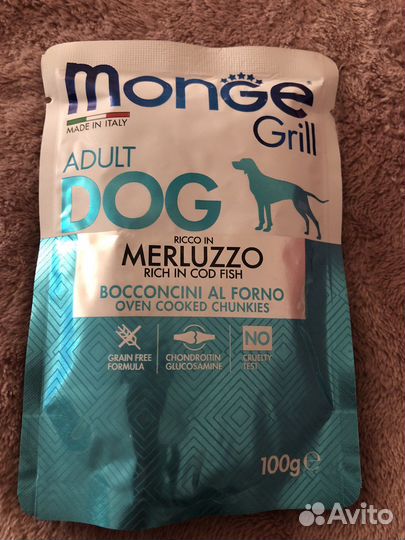 Monge®
MADE IN ITALY
Grill
ADULT
DOG
RICCO IN
MERLUZZO
RICH IN COD FISH
BOCCONCINI AL FORNO
OVEN COOKED CHUNKIES
GRAIN FREE
FORMULA
CHONDROITIN
GLUCOSAMINE
NO
CRUELTY
TEST
100g℮
Avito